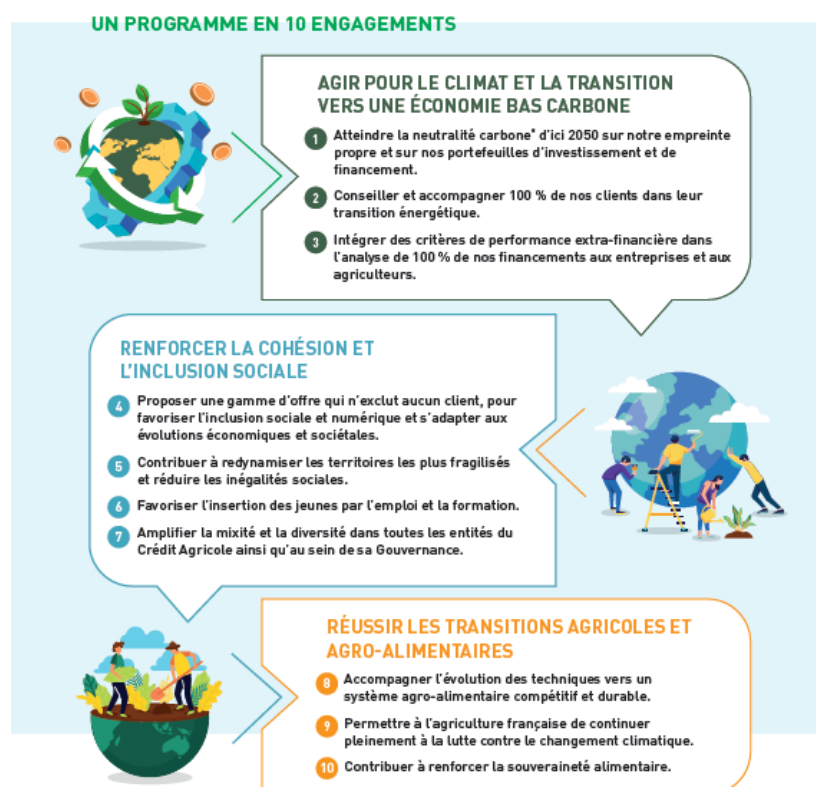 UN PROGRAMME EN 10 ENGAGEMENTS
AGIR POUR LE CLIMAT ET LA TRANSITION
VERS UNE ÉCONOMIE BAS CARBONE
1 Atteindre la neutralité carbone* d'ici 2050 sur notre empreinte
propre et sur nos portefeuilles d'investissement et de
financement.
2 Conseiller et accompagner 100 % de nos clients dans leur
transition énergétique.
3 Intégrer des critères de performance extra-financière dans
l'analyse de 100 % de nos financements aux entreprises et aux
agriculteurs.
RENFORCER LA COHÉSION ET
L'INCLUSION SOCIALE
4 Proposer une gamme d'offre qui n'exclut aucun client, pour
favoriser l'inclusion sociale et numérique et s'adapter aux
évolutions économiques et sociétales.
5 Contribuer à redynamiser les territoires les plus fragilisés
et réduire les inégalités sociales.
6 Favoriser l'insertion des jeunes par l'emploi et la formation.
7 Amplifier la mixité et la diversité dans toutes les entités du
Crédit Agricole ainsi qu'au sein de sa Gouvernance.
RÉUSSIR LES TRANSITIONS AGRICOLES ET
AGRO-ALIMENTAIRES
8 Accompagner l'évolution des techniques vers un
système agro-alimentaire compétitif et durable.
9 Permettre à l'agriculture française de continuer
pleinement à la lutte contre le changement climatique.
10 Contribuer à renforcer la souveraineté alimentaire.